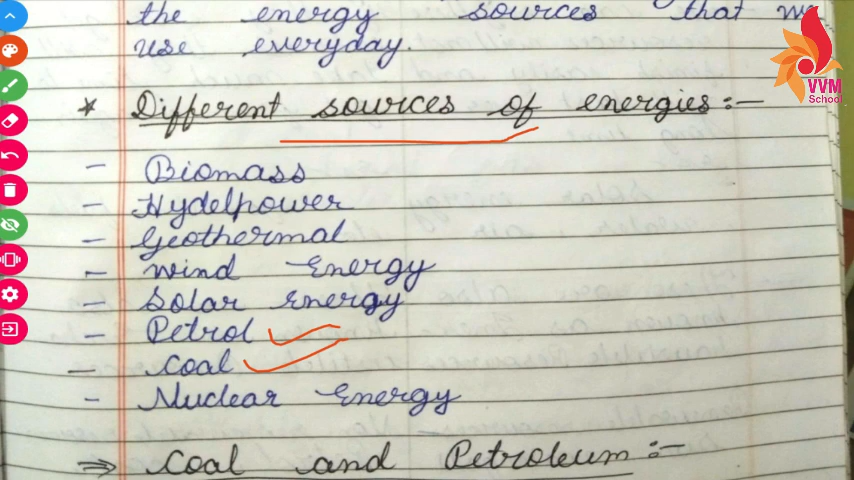 the energy sources that we
use everyday.
* Different sources of energies :-
- Biomass
- Hydelpower
- Geothermal
- Wind Energy
- Solar Energy
- Petrol
- Coal
- Nuclear Energy
⇒ Coal and Petroleum :-
VVM
School